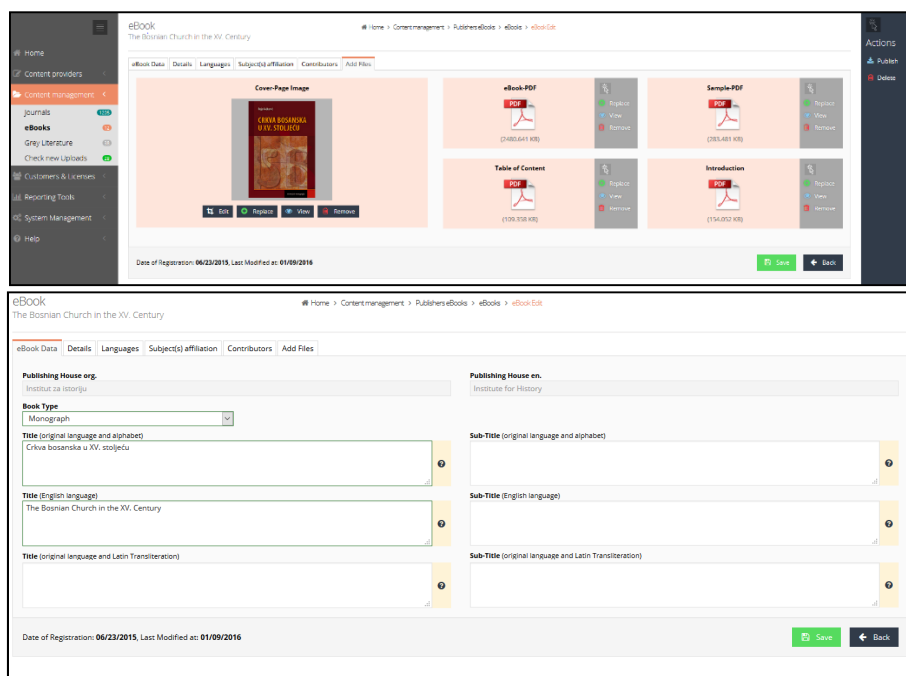 eBook
The Bosnian Church in the XV. Century
Home > Content management > Publishers eBooks > eBooks > eBook Edit
Actions
Publish
Delete
Home
Content providers
Content management
Journals
eBooks
Grey Literature
Check new Uploads
Customers & Licenses
Reporting Tools
System Management
Help
eBook Data Details Languages Subject(s) affiliation Contributors Add Files
Cover-Page Image
CRKVA BOSANSKA
U XV. STOLJEĆU
Edit Replace View Remove
eBook-PDF
PDF
(2480.641 KB)
Replace
View
Remove
Sample-PDF
PDF
(283.481 KB)
Replace
View
Remove
Table of Content
PDF
(109.358 KB)
Replace
View
Remove
Introduction
PDF
(154.052 KB)
Replace
View
Remove
Date of Registration: 06/23/2015, Last Modified at: 01/09/2016
Save Back
eBook
The Bosnian Church in the XV. Century
Home > Content management > Publishers eBooks > eBooks > eBook Edit
eBook Data Details Languages Subject(s) affiliation Contributors Add Files
Publishing House org.
Institut za istoriju
Publishing House en.
Institute for History
Book Type
Monograph
Title (original language and alphabet)
Crkva bosanska u XV. stoljeću
Sub-Title (original language and alphabet)
Title (English language)
The Bosnian Church in the XV. Century
Sub-Title (English language)
Title (original language and Latin Transliteration)
Sub-Title (original language and Latin Transliteration)
Date of Registration: 06/23/2015, Last Modified at: 01/09/2016
Save Back